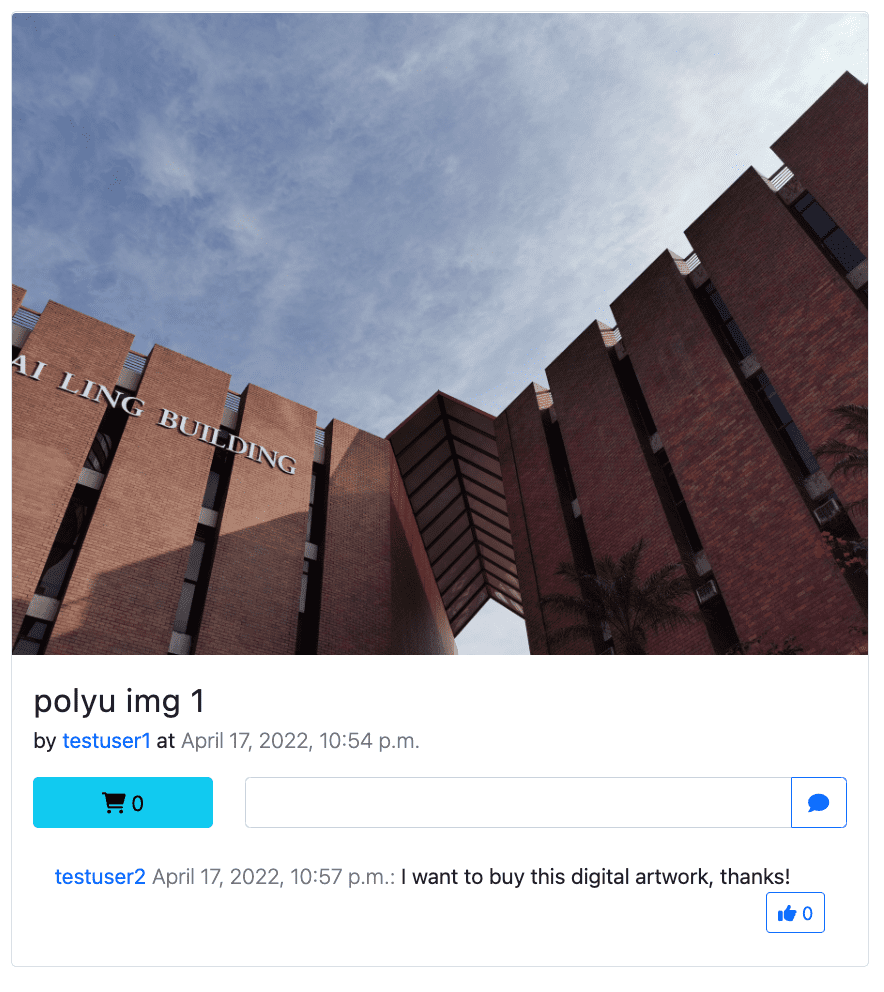 AI LING BUILDING
polyu img 1
by testuser1 at April 17, 2022, 10:54 p.m.
0
testuser2 April 17, 2022, 10:57 p.m.: I want to buy this digital artwork, thanks!
0